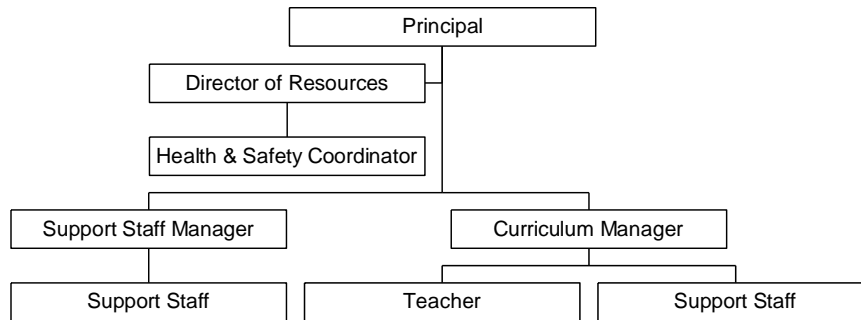 Principal
Director of Resources
Health & Safety Coordinator
Support Staff Manager
Curriculum Manager
Support Staff
Teacher
Support Staff